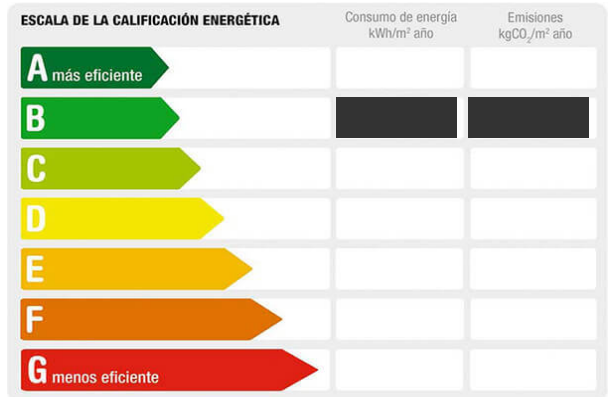 ESCALA DE LA CALIFICACIÓN ENERGÉTICA
Consumo de energía
kWh/m² año
Emisiones
kgCO₂/m² año
A más eficiente
B
C
D
E
F
G menos eficiente